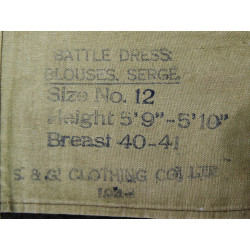 BATTLE DRESS
BLOUSES, SERGE.
Size No. 12
Height 5'9"-5'10"
Breast 40-41
S. & G. CLOTHING CO. LTD